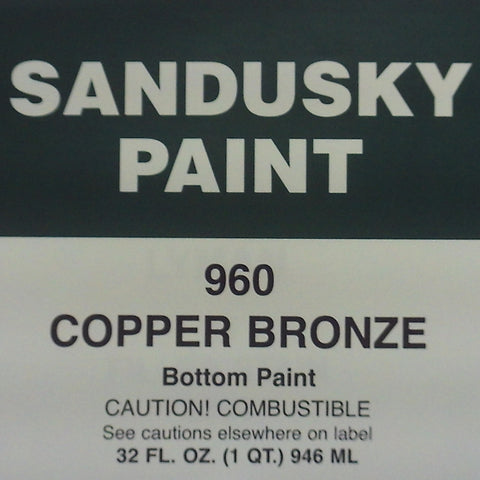 SANDUSKY
PAINT
960
COPPER BRONZE
Bottom Paint
CAUTION! COMBUSTIBLE
See cautions elsewhere on label
32 FL. OZ. (1 QT.) 946 ML